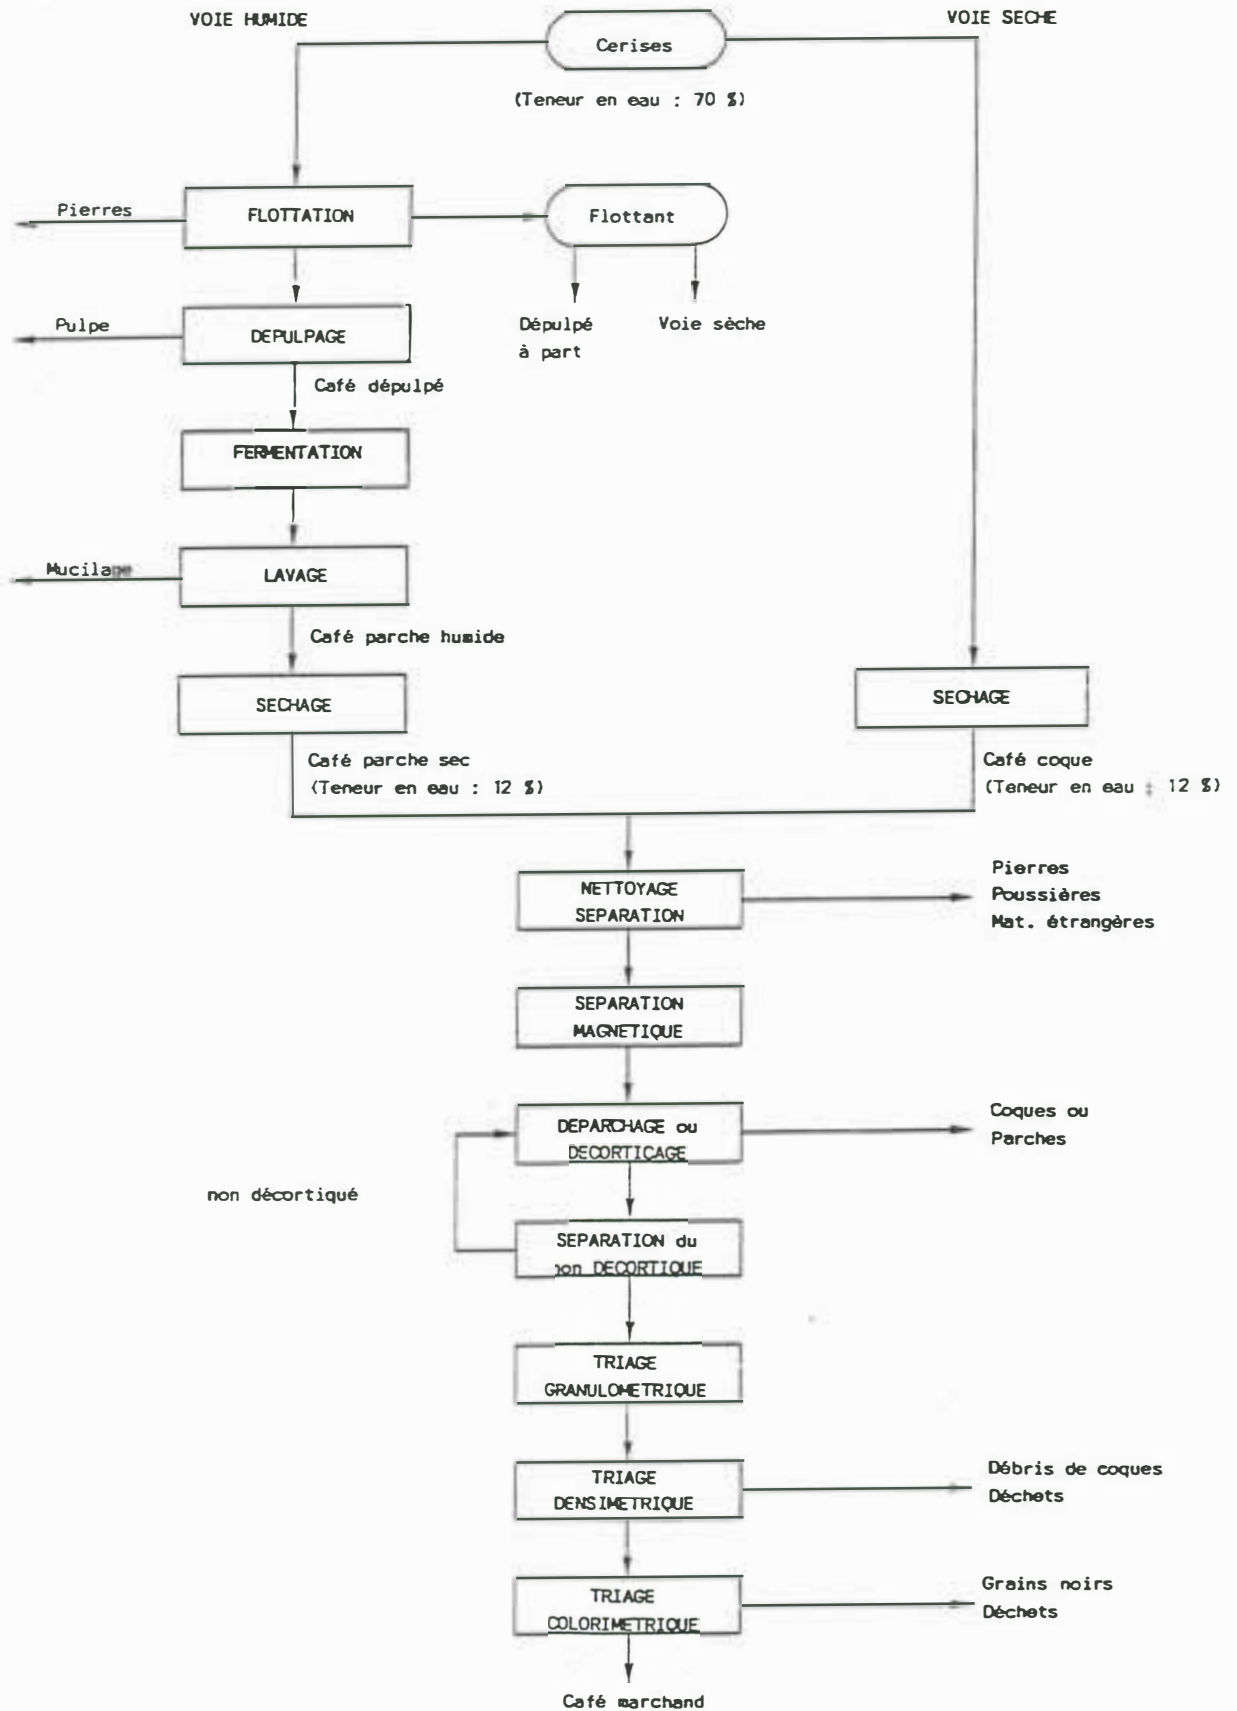 VOIE HUMIDE
VOIE SECHE
Cerises
(Teneur en eau : 70 %)
Pierres
FLOTTATION
Flottant
Pulpe
DEPULPAGE
Dépulpé
à part
Voie sèche
Café dépulpé
FERMENTATION
Mucilage
LAVAGE
Café parche humide
SECHAGE
SECHAGE
Café parche sec
(Teneur en eau : 12 %)
Café coque
(Teneur en eau : 12 %)
NETTOYAGE
SEPARATION
Pierres
Poussières
Mat. étrangères
SEPARATION
MAGNETIQUE
DEPARCHAGE ou
DECORTICAGE
Coques ou
Parches
non décortiqué
SEPARATION du
non DECORTIQUE
TRIAGE
GRANULOMETRIQUE
TRIAGE
DENSIMETRIQUE
Débris de coques
Déchets
TRIAGE
COLORIMETRIQUE
Grains noirs
Déchets
Café marchand